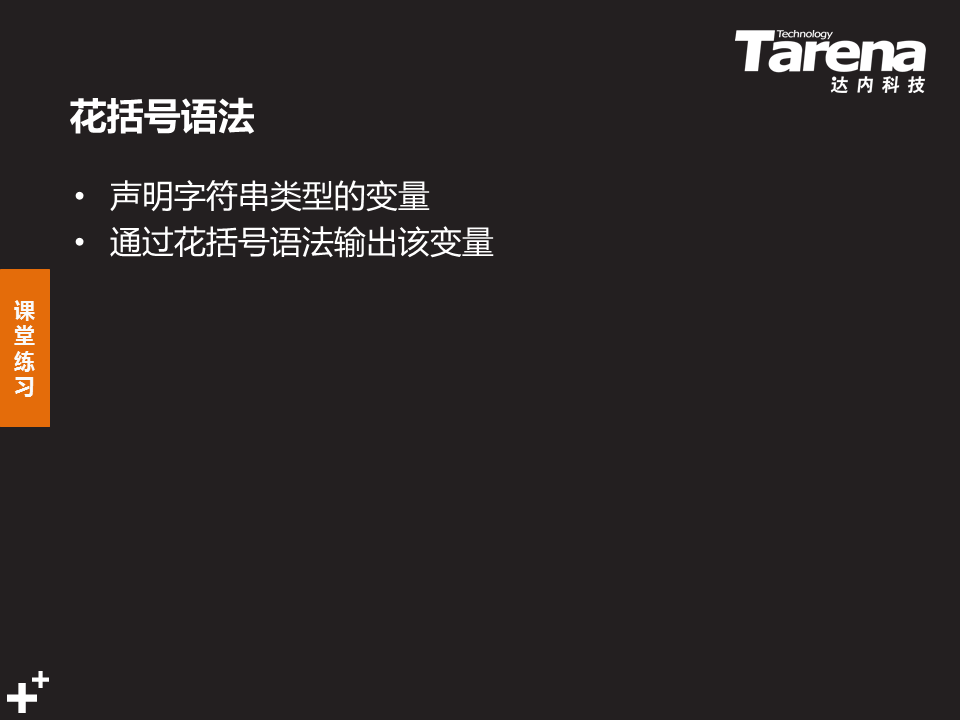 Technology
Tarena
达内科技
花括号语法
• 声明字符串类型的变量
• 通过花括号语法输出该变量
课
堂
练
习